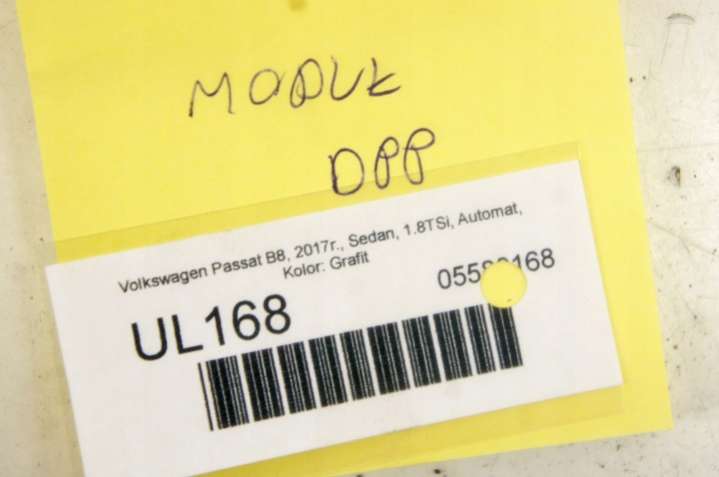 MODUŁ
DPP
Volkswagen Passat B8, 2017r., Sedan, 1.8TSi, Automat,
Kolor: Grafit
UL168